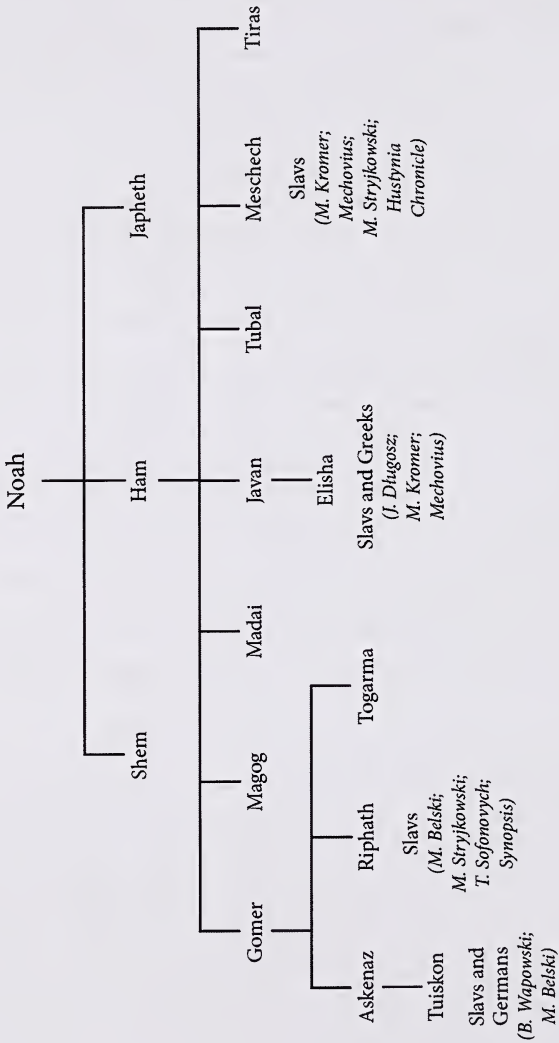 Noah
Shem
Ham
Japheth
Gomer
Magog
Madai
Javan
Tubal
Meschech
Tiras
Askenaz
Riphath
Togarma
Elisha
Slavs
(M. Kromer;
Mechovius;
M. Stryjkowski;
Hustynia
Chronicle)
Tuiskon
Slavs
(M. Belski;
M. Stryjkowski;
T. Sofonovych;
Synopsis)
Slavs and Greeks
(J. Długosz;
M. Kromer;
Mechovius)
Slavs and
Germans
(B. Wapowski;
M. Belski)